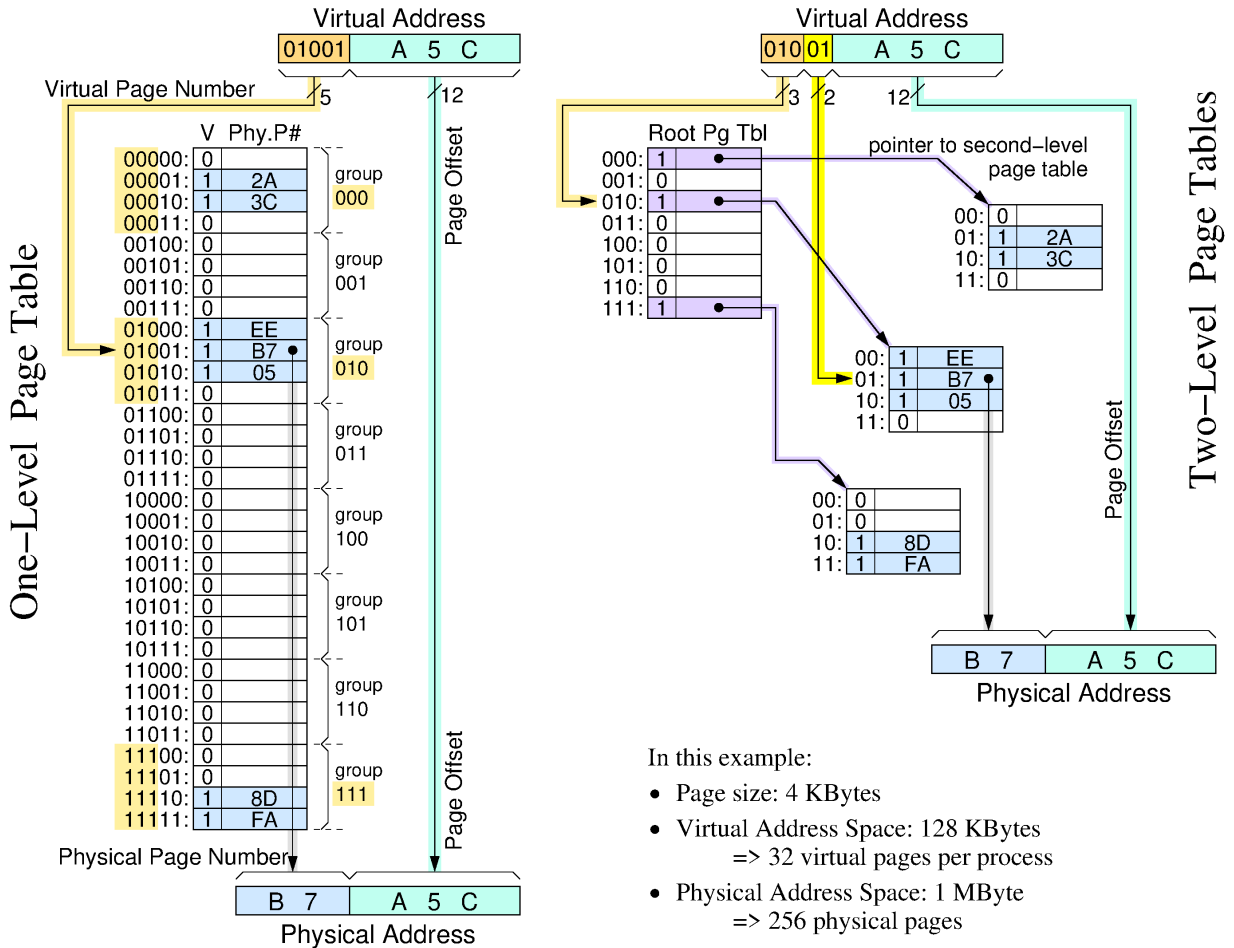 One-Level Page Table
Virtual Address
01001 A 5 C
Virtual Page Number
5
12
V Phy.P#
00000: 0
00001: 1 2A
00010: 1 3C
00011: 0
group
000
00100: 0
00101: 0
00110: 0
00111: 0
group
001
01000: 1 EE
01001: 1 B7
01010: 1 05
01011: 0
group
010
01100: 0
01101: 0
01110: 0
01111: 0
group
011
10000: 0
10001: 0
10010: 0
10011: 0
group
100
10100: 0
10101: 0
10110: 0
10111: 0
group
101
11000: 0
11001: 0
11010: 0
11011: 0
group
110
11100: 0
11101: 0
11110: 1 8D
11111: 1 FA
group
111
Page Offset
Page Offset
Physical Page Number
B 7 A 5 C
Physical Address
Two-Level Page Tables
Virtual Address
010 01 A 5 C
3
2
12
Root Pg Tbl
000: 1
001: 0
010: 1
011: 0
100: 0
101: 0
110: 0
111: 1
pointer to second-level
page table
00: 0
01: 1 2A
10: 1 3C
11: 0
00: 1 EE
01: 1 B7
10: 1 05
11: 0
00: 0
01: 0
10: 1 8D
11: 1 FA
Page Offset
B 7 A 5 C
Physical Address
In this example:
• Page size: 4 KBytes
• Virtual Address Space: 128 KBytes
=> 32 virtual pages per process
• Physical Address Space: 1 MByte
=> 256 physical pages